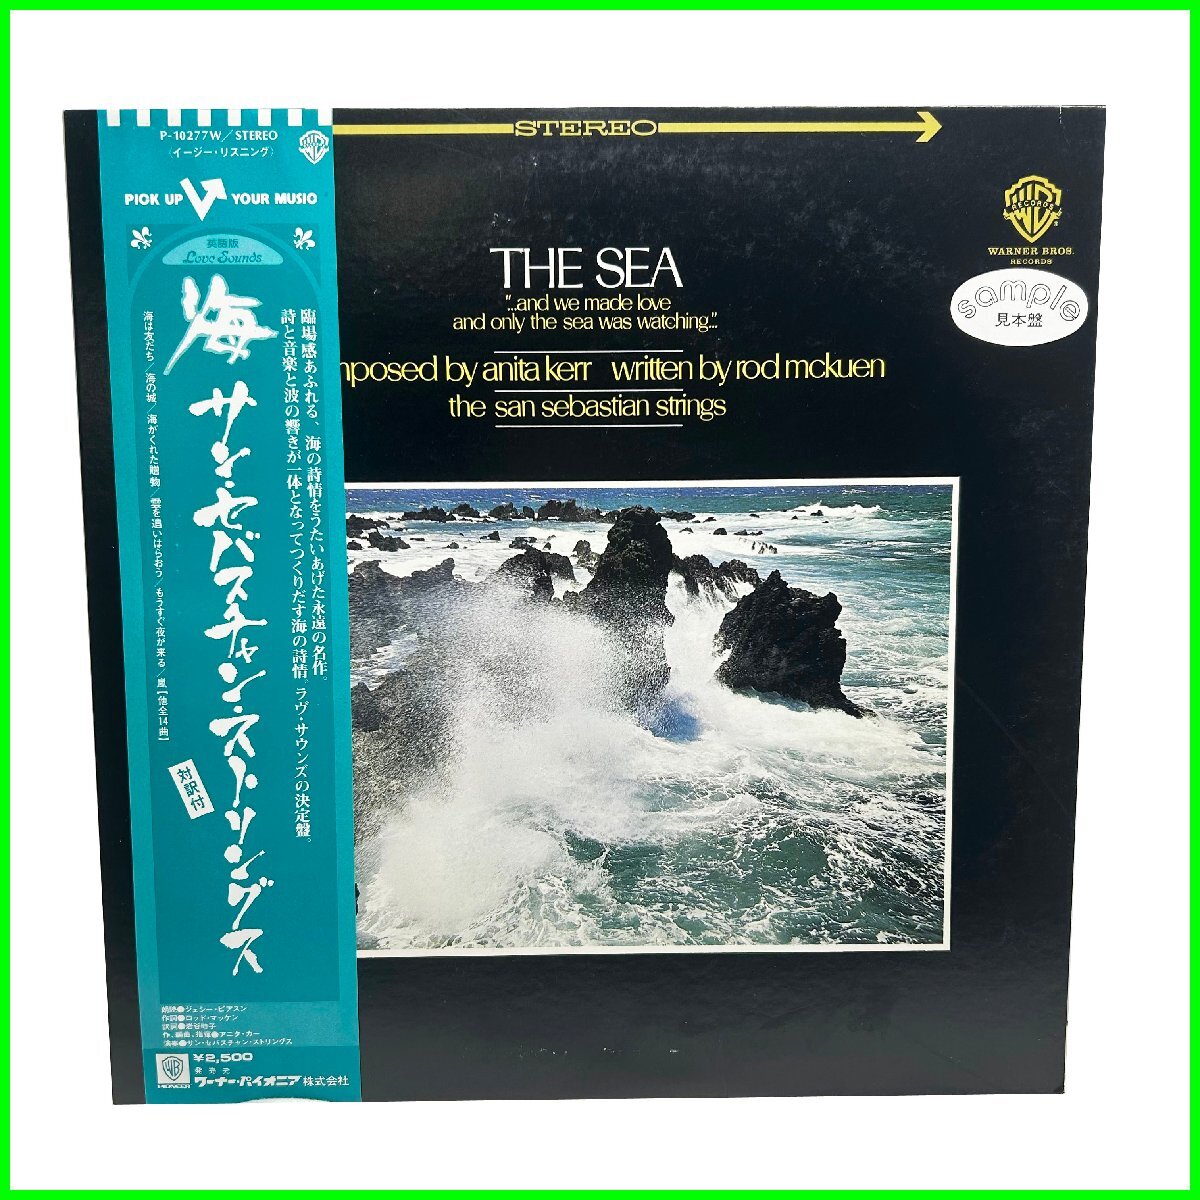 P-10277W/STEREO
(イージー・リスニング)
PICK UP YOUR MUSIC
英語版
Love Sounds
海 サン・セバスチャン・ストリングス
臨場感あふれる、海の詩情をうたいあげた永遠の名作。
詩と音楽と波の響きが一体となってつくりだす海の詩情。ラヴ・サウンズの決定盤。
海は友だち/海の城/海がくれた贈物/雲を追いはらおう/もうすぐ夜が来る/嵐[他全14曲]
対訳付
朗読●ジェシー・ピアスン
作詞●ロッド・マッケン
作、編曲、指揮●アニタ・カー
演奏●サン・セバスチャン・ストリングス
¥2,500
発売元
ワーナー・パイオニア株式会社
STEREO
WB
RECORDS
WARNER BROS.
RECORDS
sample
見本盤
THE SEA
"...and we made love
and only the sea was watching..."
mposed by anita kerr written by rod mckuen
the san sebastian strings